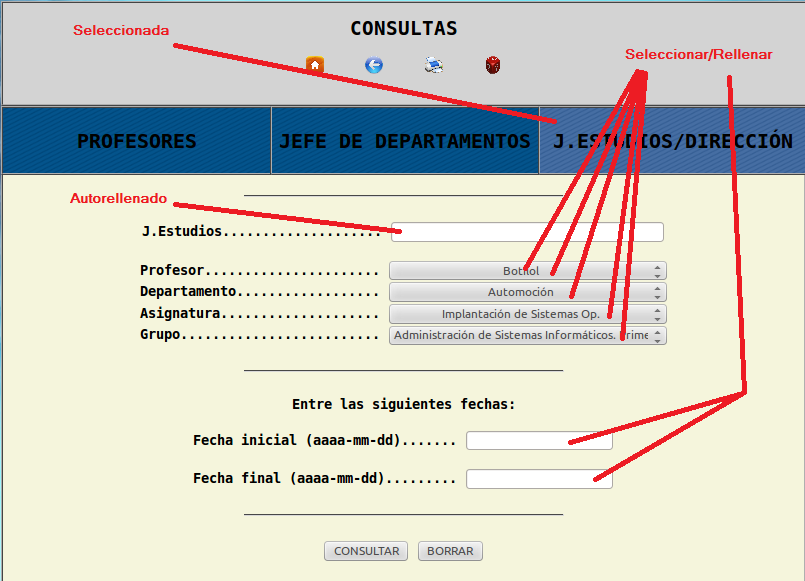 Seleccionada
CONSULTAS
Seleccionar/Rellenar
PROFESORES
JEFE DE DEPARTAMENTOS
J.ESTUDIOS/DIRECCIÓN
Autorellenado
J.Estudios....................
Profesor...................... 
Departamento.................. Automoción
Asignatura.................... Implantación de Sistemas Op.
Grupo......................... Administración de Sistemas Informáticos.
Entre las siguientes fechas:
Fecha inicial (aaaa-mm-dd).......
Fecha final (aaaa-mm-dd).........
CONSULTAR
BORRAR